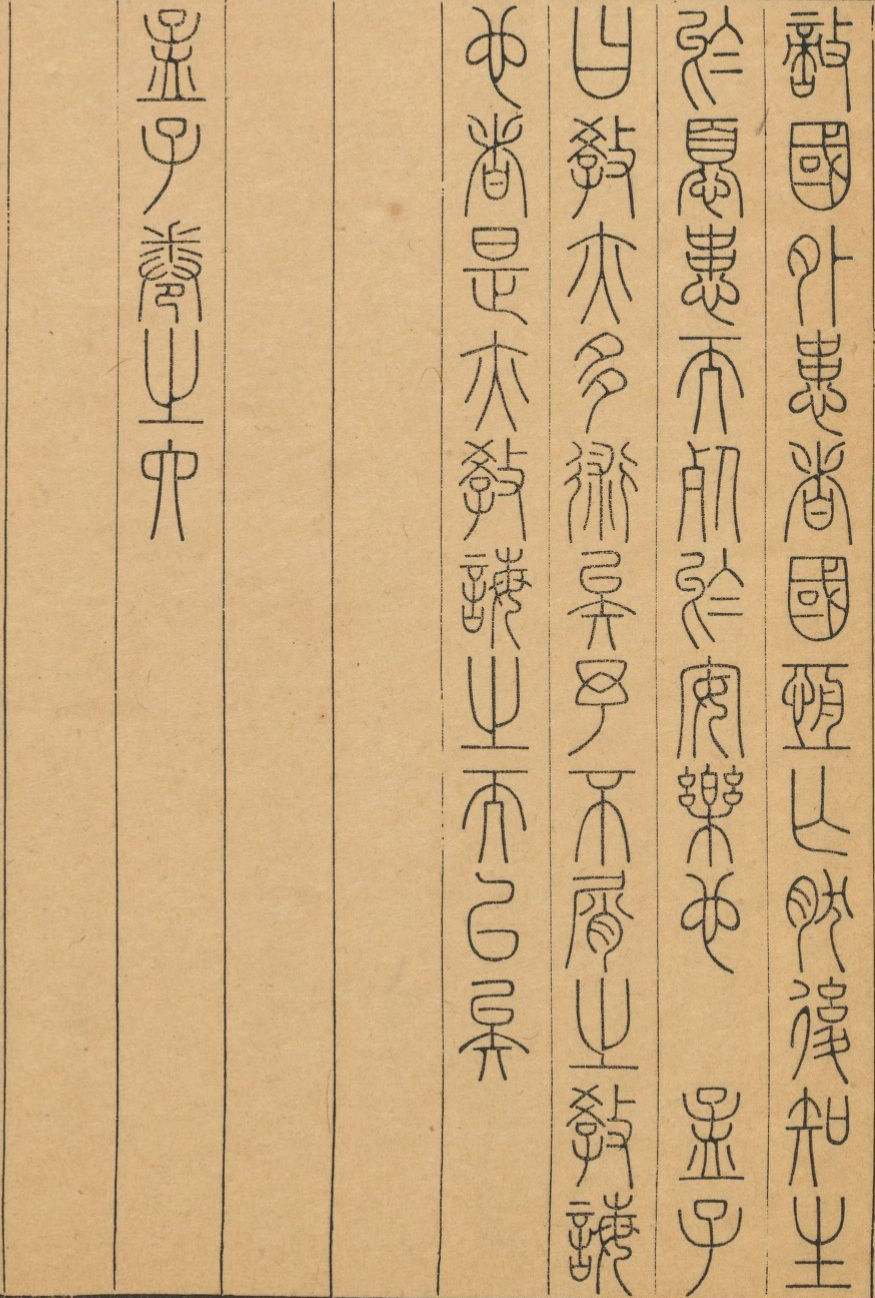 敵國外患者國恆亡然後知生
於憂患而死於安樂也　孟子
曰教亦多術矣予不屑之教誨
也者是亦教誨之而已矣
孟子卷之六